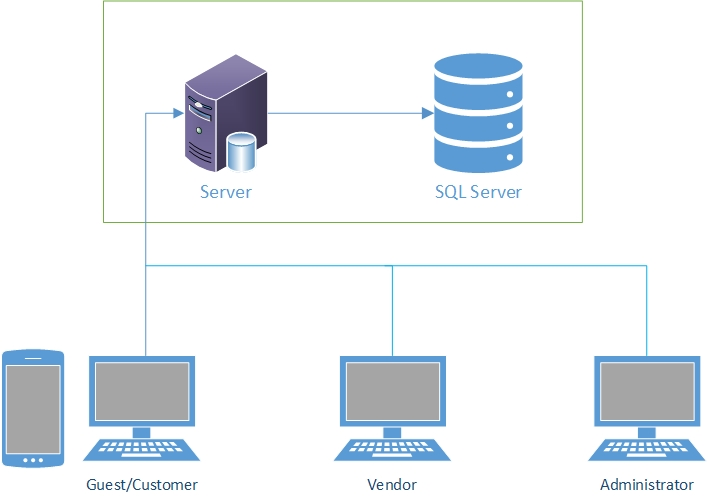 Server
SQL Server
Guest/Customer
Vendor
Administrator